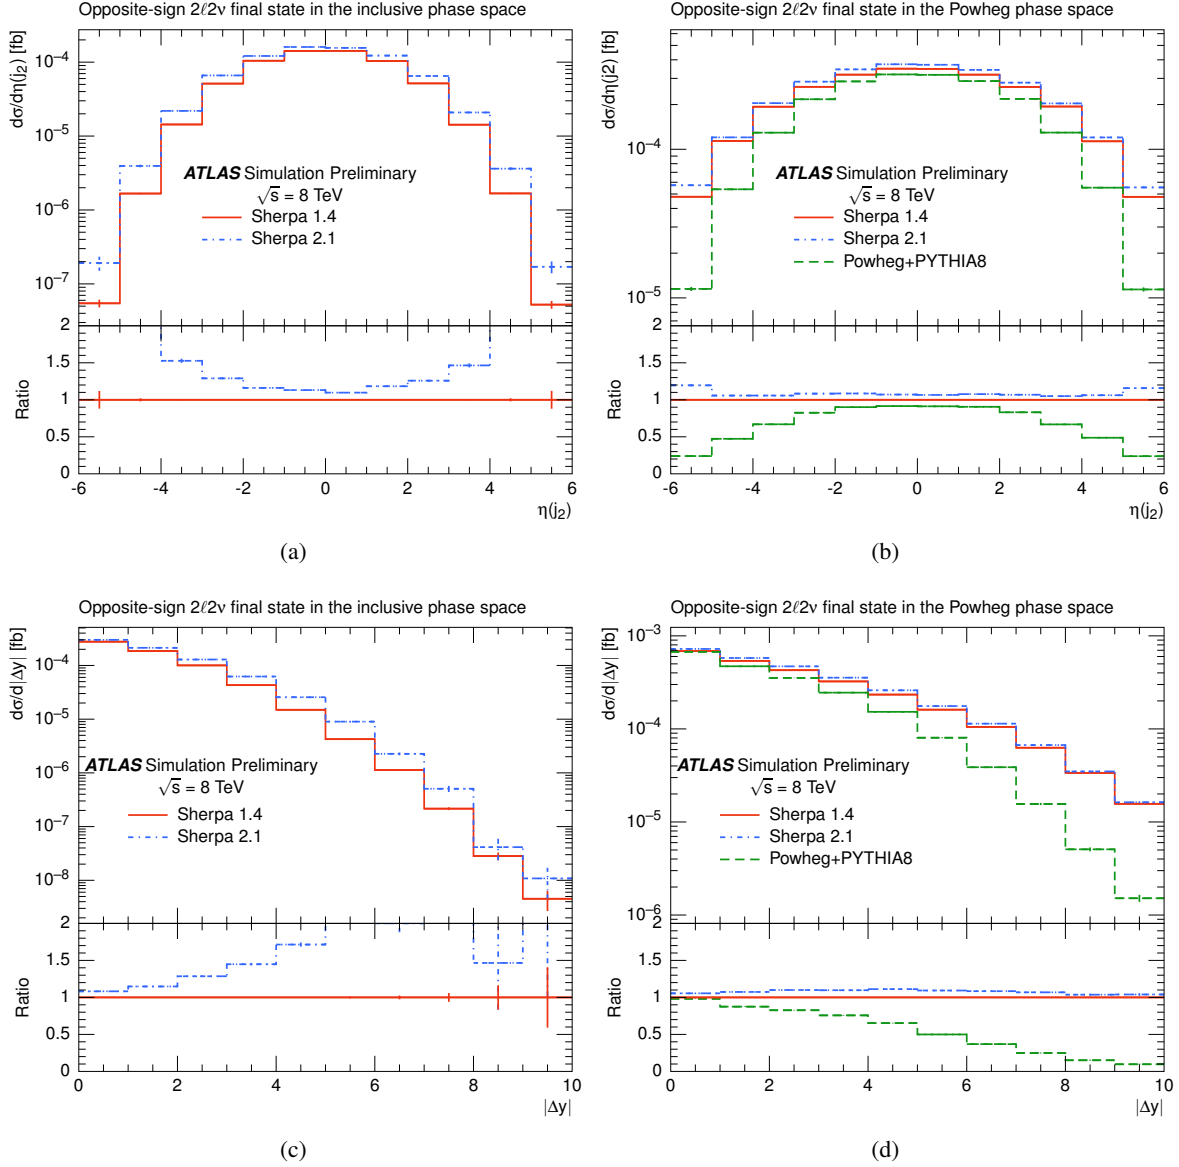 Opposite-sign 2ℓ2ν final state in the inclusive phase space
dσ/dη(j₂) [fb]
10⁻⁴
10⁻⁵
10⁻⁶
10⁻⁷
ATLAS Simulation Preliminary
√s = 8 TeV
Sherpa 1.4
Sherpa 2.1
Ratio
2
1.5
1
0.5
0
-6 -4 -2 0 2 4 6
η(j₂)
(a)
Opposite-sign 2ℓ2ν final state in the Powheg phase space
dσ/dη(j2) [fb]
10⁻⁴
10⁻⁵
ATLAS Simulation Preliminary
√s = 8 TeV
Sherpa 1.4
Sherpa 2.1
Powheg+PYTHIA8
Ratio
2
1.5
1
0.5
0
-6 -4 -2 0 2 4 6
η(j₂)
(b)
Opposite-sign 2ℓ2ν final state in the inclusive phase space
dσ/d|Δy| [fb]
10⁻⁴
10⁻⁵
10⁻⁶
10⁻⁷
10⁻⁸
ATLAS Simulation Preliminary
√s = 8 TeV
Sherpa 1.4
Sherpa 2.1
Ratio
2
1.5
1
0.5
0
0 2 4 6 8 10
|Δy|
(c)
Opposite-sign 2ℓ2ν final state in the Powheg phase space
dσ/d|Δy| [fb]
10⁻³
10⁻⁴
10⁻⁵
10⁻⁶
ATLAS Simulation Preliminary
√s = 8 TeV
Sherpa 1.4
Sherpa 2.1
Powheg+PYTHIA8
Ratio
2
1.5
1
0.5
0
0 2 4 6 8 10
|Δy|
(d)